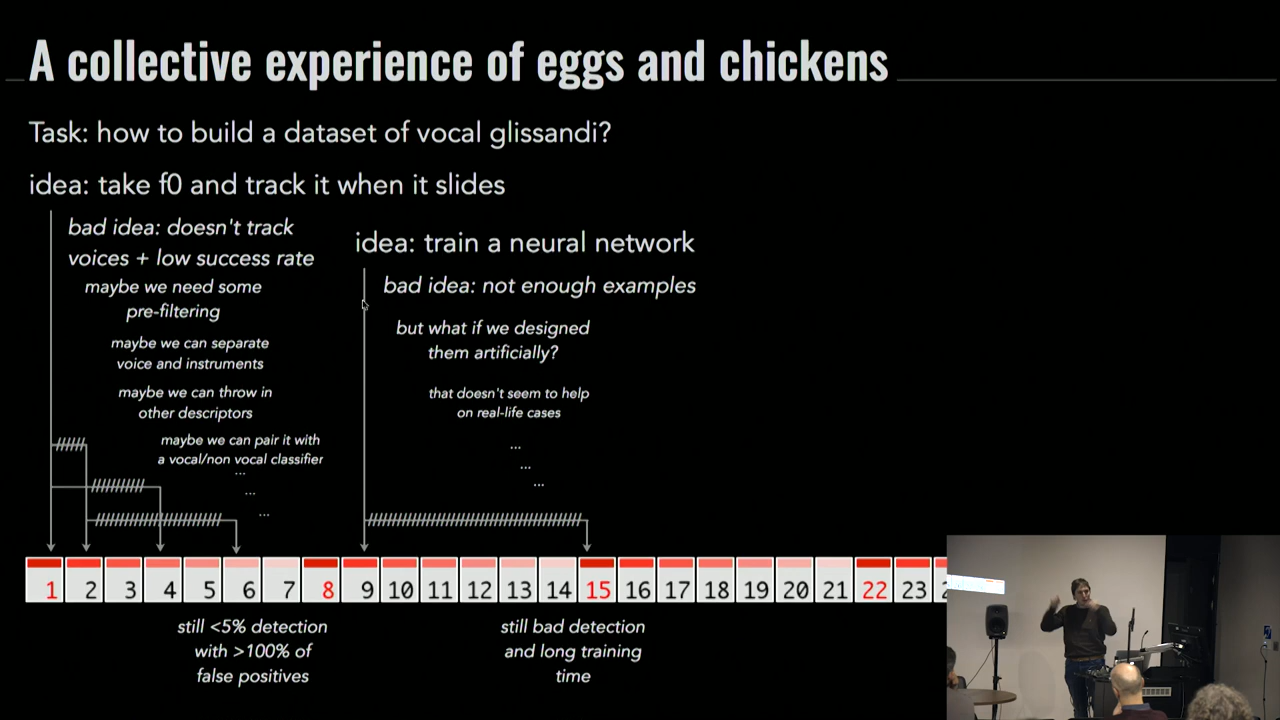 A collective experience of eggs and chickens
Task: how to build a dataset of vocal glissandi?
idea: take f0 and track it when it slides
bad idea: doesn't track
voices + low success rate
maybe we need some
pre-filtering
maybe we can separate
voice and instruments
maybe we can throw in
other descriptors
maybe we can pair it with
a vocal/non vocal classifier
...
...
...
idea: train a neural network
bad idea: not enough examples
but what if we designed
them artificially?
that doesn't seem to help
on real-life cases
...
...
...
1 2 3 4 5 6 7 8 9 10 11 12 13 14 15 16 17 18 19 20 21 22 23
still <5% detection
with >100% of
false positives
still bad detection
and long training
time